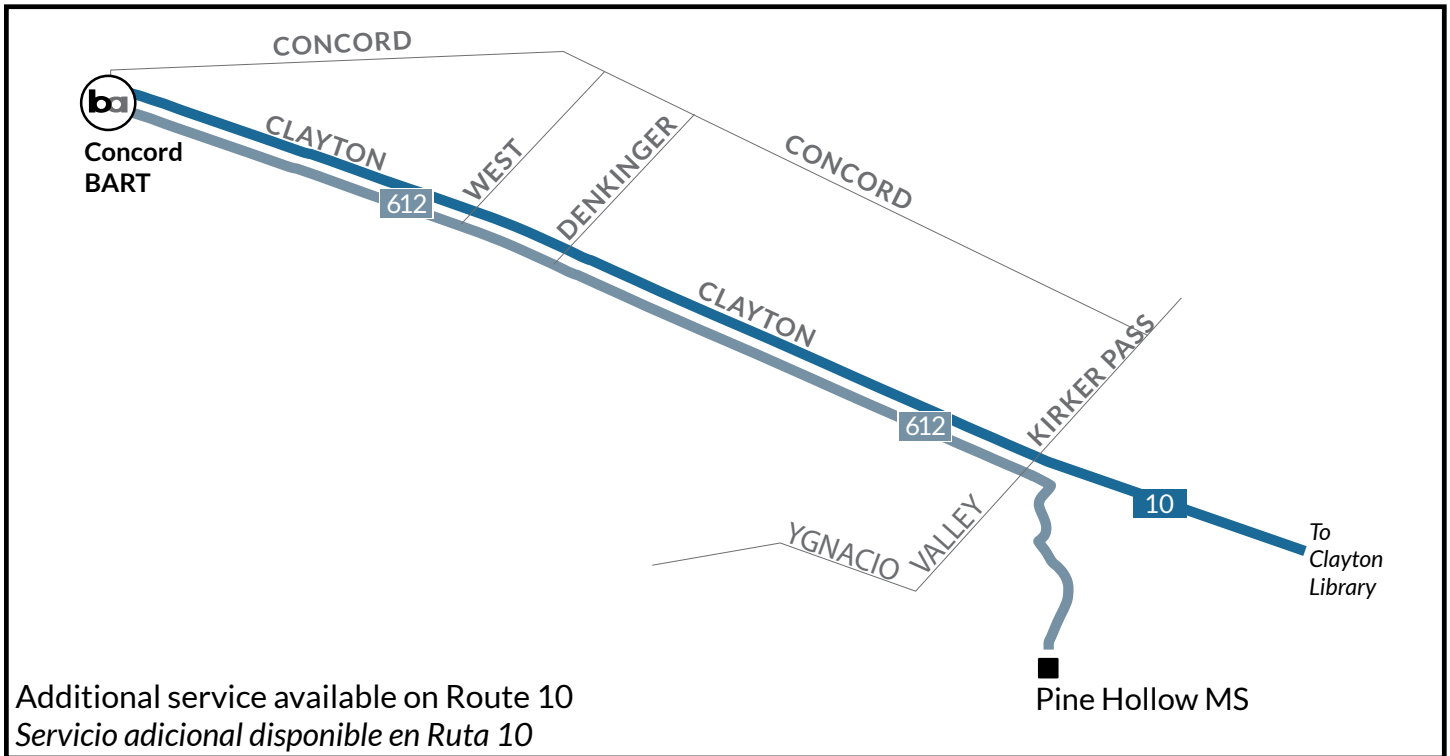 CONCORD
ba
Concord
BART
CLAYTON
612
WEST
DENKINGER
CONCORD
CLAYTON
612
KIRKER PASS
YGNACIO VALLEY
10
To
Clayton
Library
Pine Hollow MS
Additional service available on Route 10
Servicio adicional disponible en Ruta 10